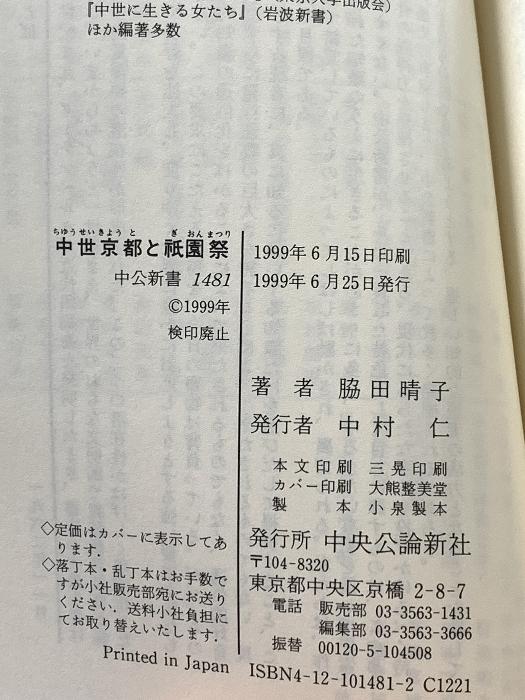 『中世に生きる女たち』(岩波新書)
ほか編著多数
ちゆうせいきようと ぎおんまつり
中世京都と祇園祭
中公新書 1481
©1999年
検印廃止
1999年6月15日印刷
1999年6月25日発行
著者 脇田晴子
発行者 中村 仁
本文印刷 三晃印刷
カバー印刷 大熊整美堂
製本 小泉製本
発行所 中央公論新社
〒104-8320
東京都中央区京橋 2-8-7
電話 販売部 03-3563-1431
編集部 03-3563-3666
振替 00120-5-104508
◇定価はカバーに表示してあ
ります.
◇落丁本・乱丁本はお手数で
すが小社販売部宛にお送り
ください. 送料小社負担に
てお取り替えいたします.
Printed in Japan ISBN4-12-101481-2 C1221